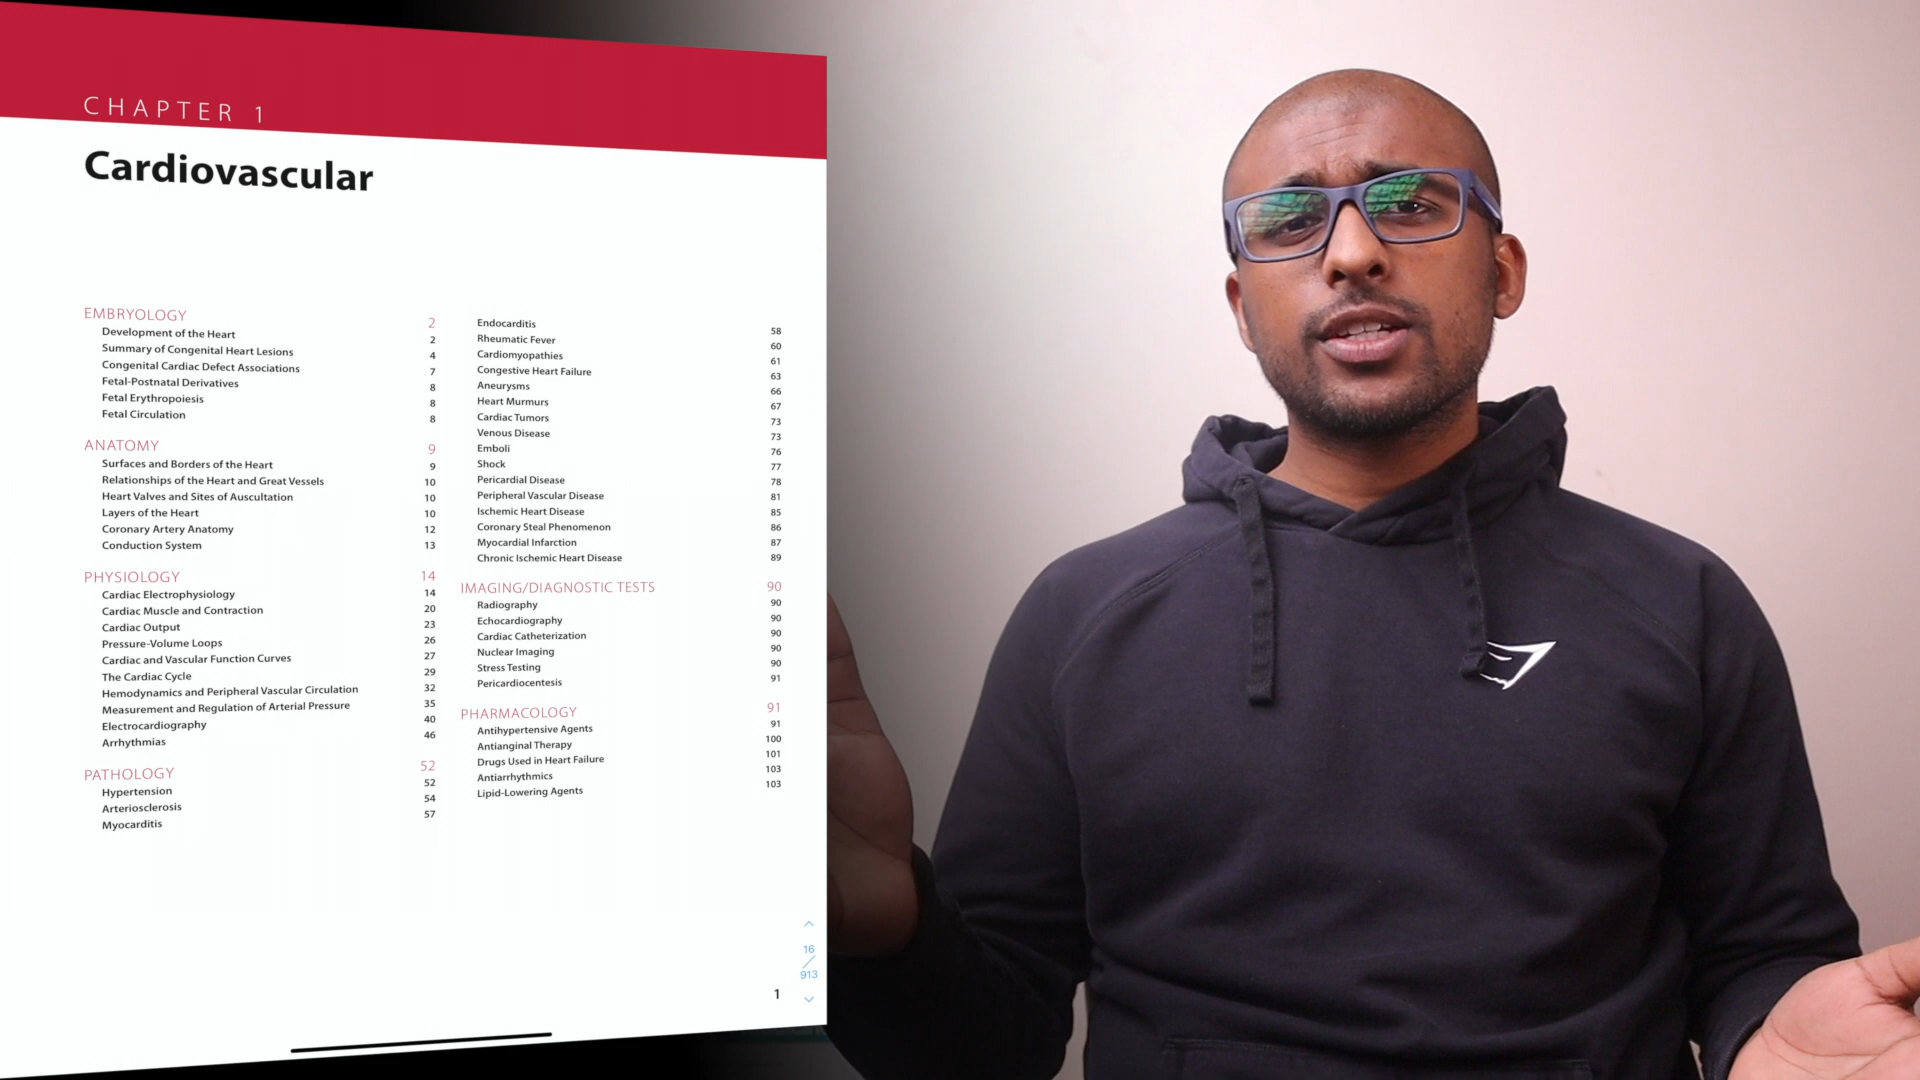 CHAPTER 1
Cardiovascular
EMBRYOLOGY 2
Development of the Heart 2
Summary of Congenital Heart Lesions 4
Congenital Cardiac Defect Associations 7
Fetal-Postnatal Derivatives 8
Fetal Erythropoiesis 8
Fetal Circulation 8
ANATOMY 9
Surfaces and Borders of the Heart 9
Relationships of the Heart and Great Vessels 10
Heart Valves and Sites of Auscultation 10
Layers of the Heart 10
Coronary Artery Anatomy 12
Conduction System 13
PHYSIOLOGY 14
Cardiac Electrophysiology 14
Cardiac Muscle and Contraction 20
Cardiac Output 23
Pressure-Volume Loops 26
Cardiac and Vascular Function Curves 27
The Cardiac Cycle 29
Hemodynamics and Peripheral Vascular Circulation 32
Measurement and Regulation of Arterial Pressure 35
Electrocardiography 40
Arrhythmias 46
PATHOLOGY 52
Hypertension 52
Arteriosclerosis 54
Myocarditis 57
Endocarditis 58
Rheumatic Fever 60
Cardiomyopathies 61
Congestive Heart Failure 63
Aneurysms 66
Heart Murmurs 67
Cardiac Tumors 73
Venous Disease 73
Emboli 76
Shock 77
Pericardial Disease 78
Peripheral Vascular Disease 81
Ischemic Heart Disease 85
Coronary Steal Phenomenon 86
Myocardial Infarction 87
Chronic Ischemic Heart Disease 89
IMAGING/DIAGNOSTIC TESTS 90
Radiography 90
Echocardiography 90
Cardiac Catheterization 90
Nuclear Imaging 90
Stress Testing 90
Pericardiocentesis 91
PHARMACOLOGY 91
Antihypertensive Agents 91
Antianginal Therapy 100
Drugs Used in Heart Failure 101
Antiarrhythmics 103
Lipid-Lowering Agents 103
16
/
913
1